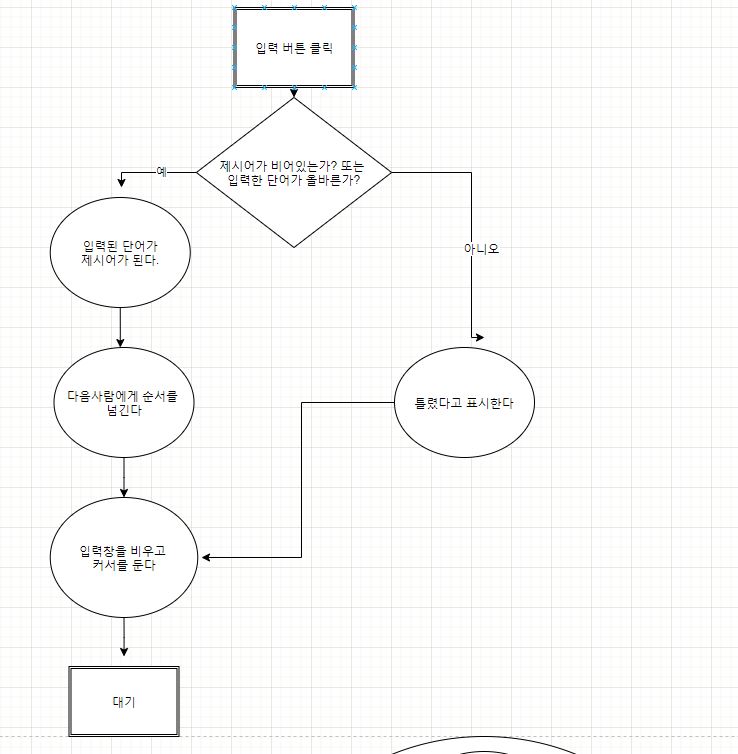 입력 버튼 클릭
제시어가 비어있는가? 또는
입력한 단어가 올바른가?
예
입력된 단어가
제시어가 된다.
아니오
다음사람에게 순서를
넘긴다
틀렸다고 표시한다
입력창을 비우고
커서를 둔다
대기